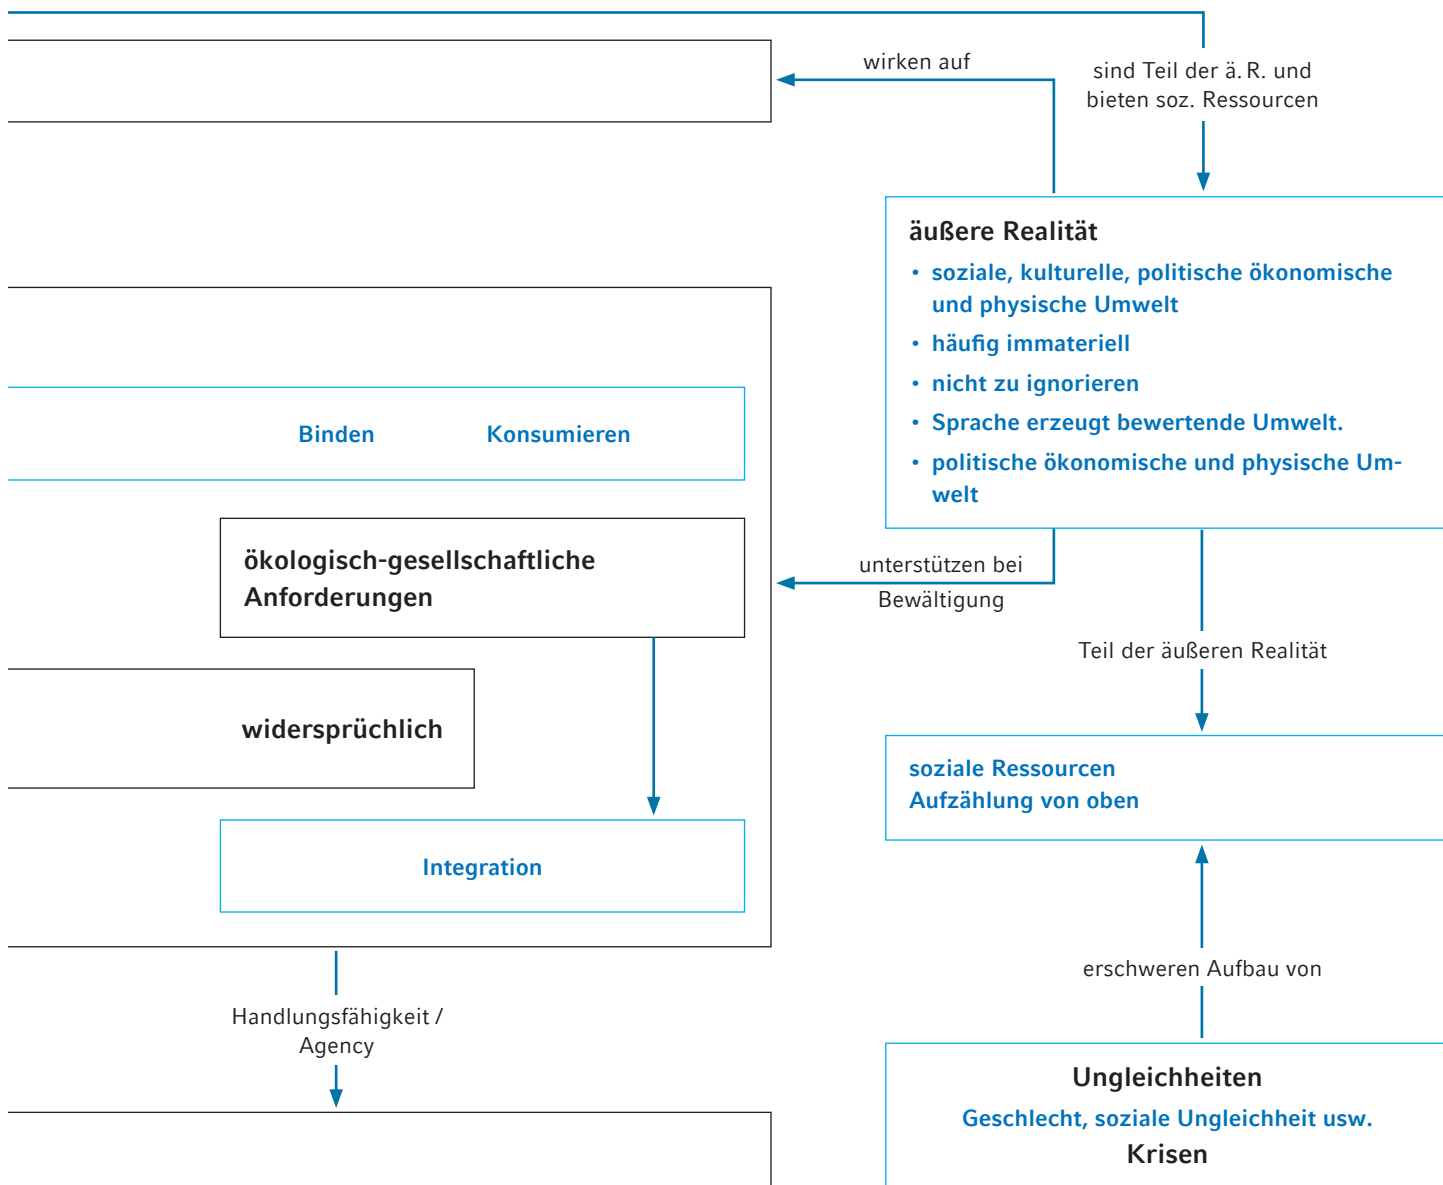 wirken auf
sind Teil der ä. R. und
bieten soz. Ressourcen
äußere Realität
• soziale, kulturelle, politische ökonomische
und physische Umwelt
• häufig immateriell
• nicht zu ignorieren
• Sprache erzeugt bewertende Umwelt.
• politische ökonomische und physische Um-
welt
Binden Konsumieren
ökologisch-gesellschaftliche
Anforderungen
unterstützen bei
Bewältigung
Teil der äußeren Realität
widersprüchlich
soziale Ressourcen
Aufzählung von oben
Integration
erschweren Aufbau von
Handlungsfähigkeit /
Agency
Ungleichheiten
Geschlecht, soziale Ungleichheit usw.
Krisen